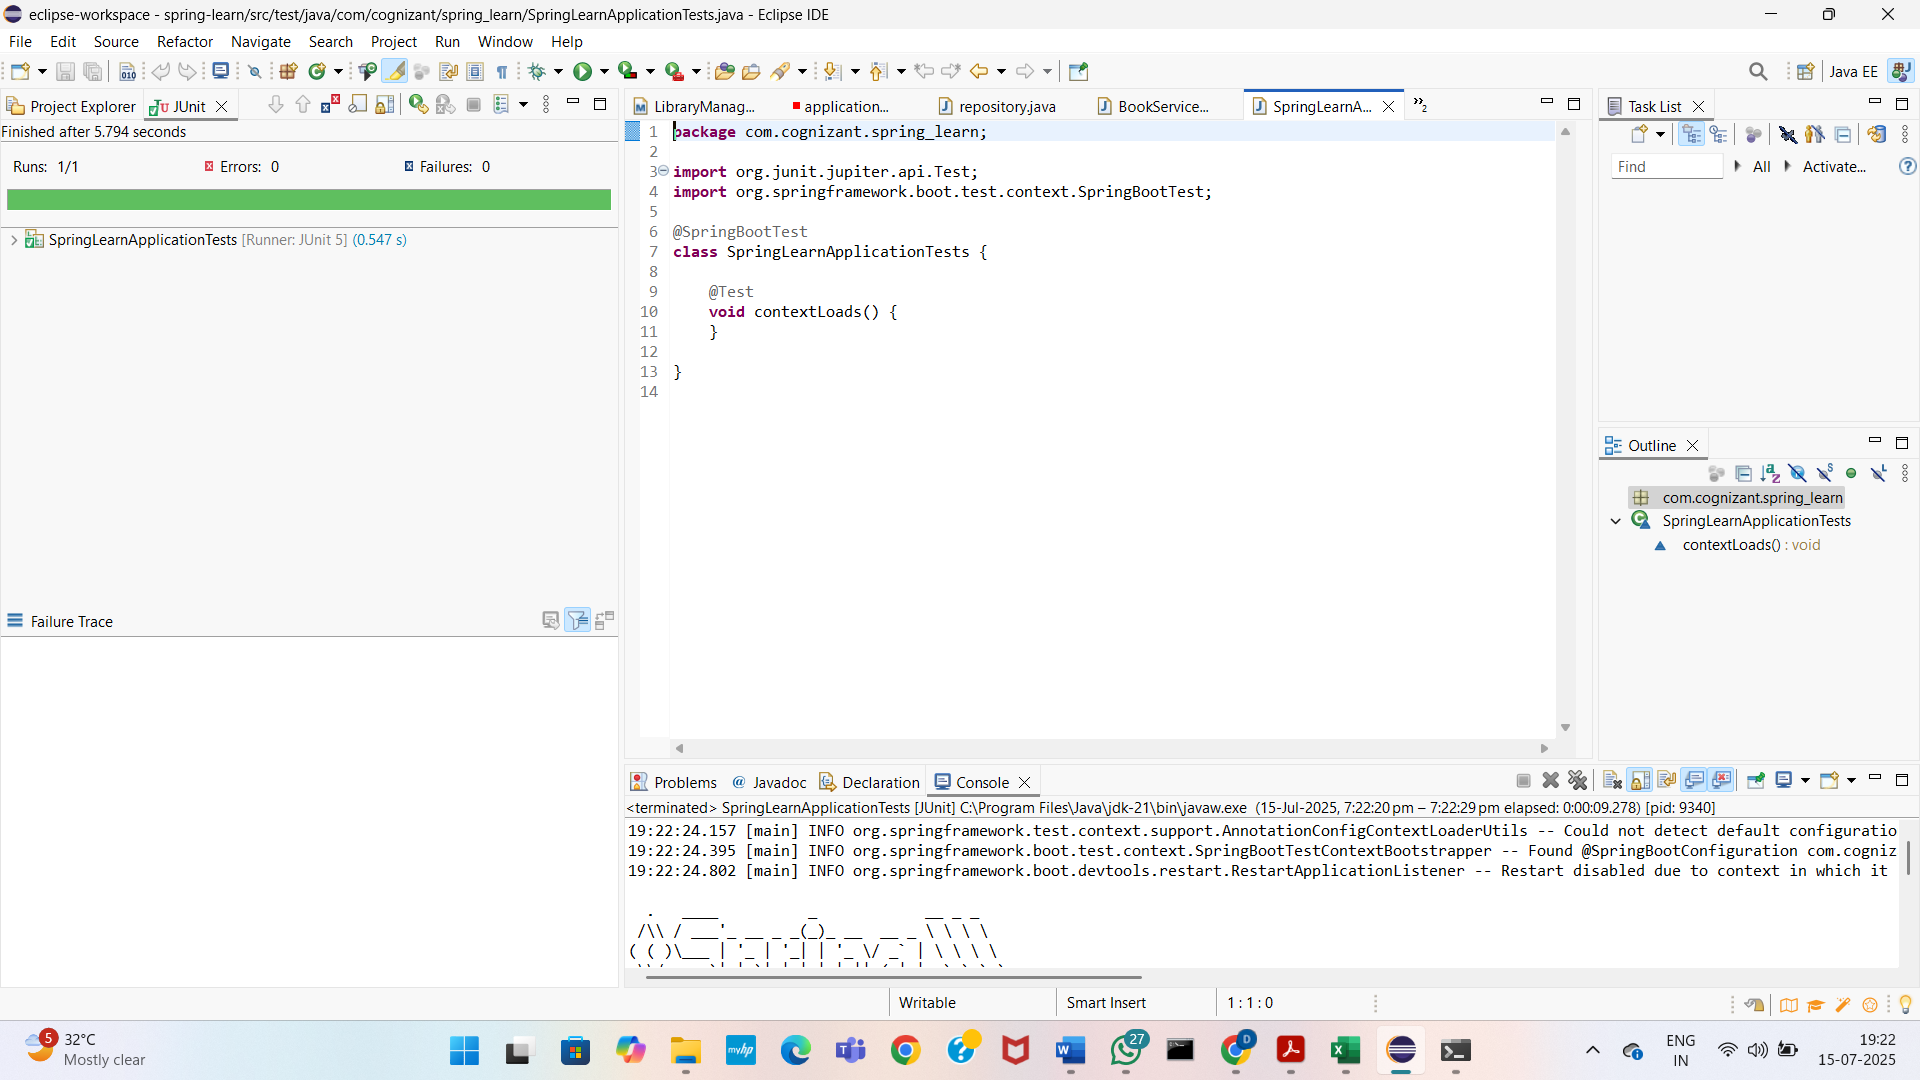 eclipse-workspace - spring-learn/src/test/java/com/cognizant/spring_learn/SpringLearnApplicationTests.java - Eclipse IDE
File Edit Source Refactor Navigate Search Project Run Window Help
Java EE
Project Explorer JUnit
Finished after 5.794 seconds
Runs: 1/1 Errors: 0 Failures: 0
SpringLearnApplicationTests [Runner: JUnit 5] (0.547 s)
Failure Trace
LibraryManag... application... repository.java BookService... SpringLearnA... »2
1 package com.cognizant.spring_learn;
2
3 import org.junit.jupiter.api.Test;
4 import org.springframework.boot.test.context.SpringBootTest;
5
6 @SpringBootTest
7 class SpringLearnApplicationTests {
8
9 @Test
10 void contextLoads() {
11 }
12
13 }
14
Task List
Find All Activate...
Outline
com.cognizant.spring_learn
SpringLearnApplicationTests
contextLoads() : void
Problems @ Javadoc Declaration Console
<terminated> SpringLearnApplicationTests [JUnit] C:\Program Files\Java\jdk-21\bin\javaw.exe (15-Jul-2025, 7:22:20 pm – 7:22:29 pm elapsed: 0:00:09.278) [pid: 9340]
19:22:24.157 [main] INFO org.springframework.test.context.support.AnnotationConfigContextLoaderUtils -- Could not detect default configuratio
19:22:24.395 [main] INFO org.springframework.boot.test.context.SpringBootTestContextBootstrapper -- Found @SpringBootConfiguration com.cogniz
19:22:24.802 [main] INFO org.springframework.boot.devtools.restart.RestartApplicationListener -- Restart disabled due to context in which it
Writable Smart Insert 1 : 1 : 0
5 32°C
Mostly clear
myhp
27
D
ENG
IN
19:22
15-07-2025